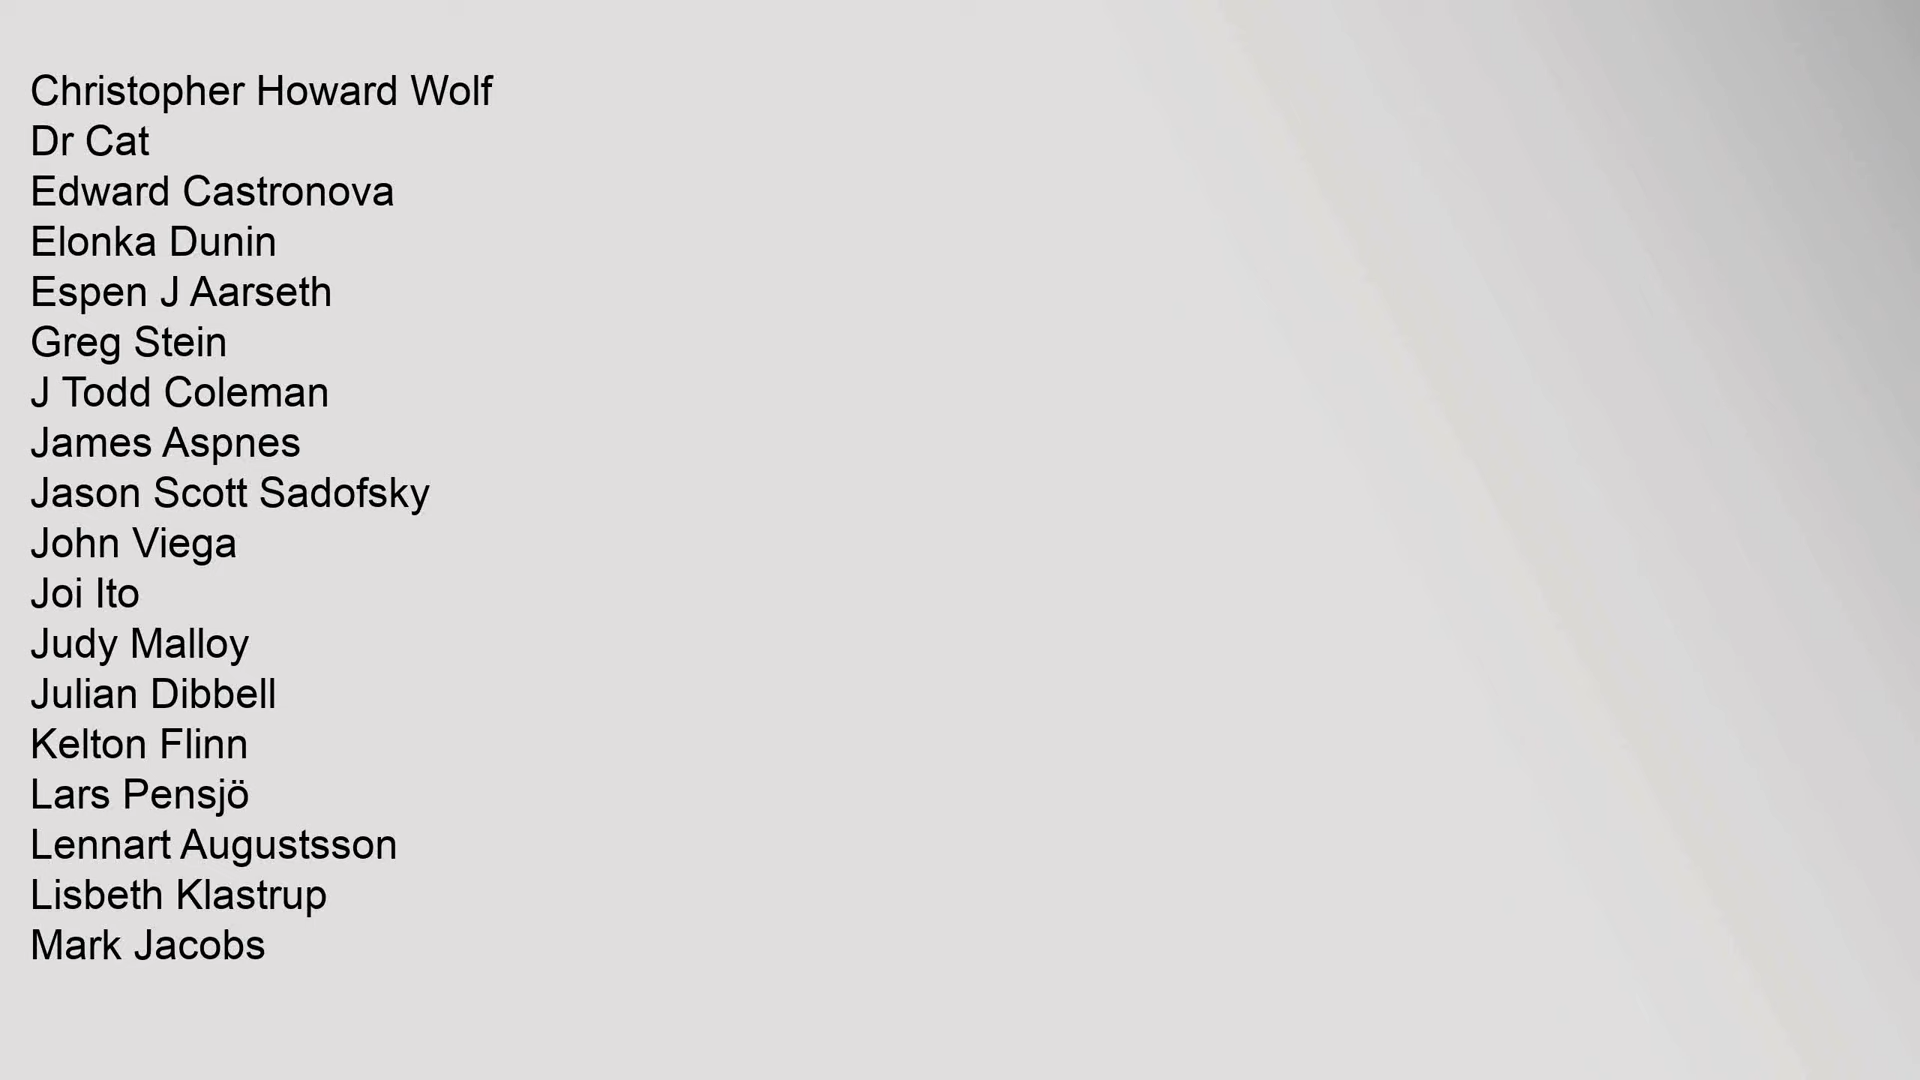 Christopher Howard Wolf
Dr Cat
Edward Castronova
Elonka Dunin
Espen J Aarseth
Greg Stein
J Todd Coleman
James Aspnes
Jason Scott Sadofsky
John Viega
Joi Ito
Judy Malloy
Julian Dibbell
Kelton Flinn
Lars Pensjö
Lennart Augustsson
Lisbeth Klastrup
Mark Jacobs